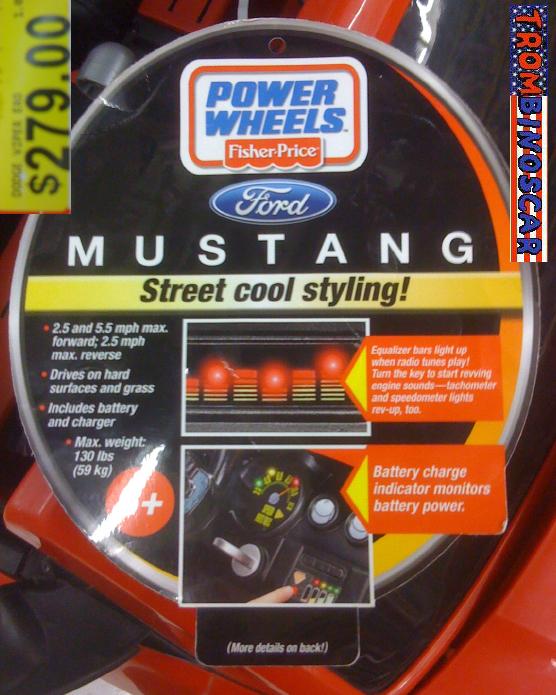 DODGE VIPER
$279.00
TROMBINOSCAR
POWER
WHEELS
Fisher-Price
Ford
MUSTANG
Street cool styling!
• 2.5 and 5.5 mph max.
forward; 2.5 mph
max. reverse
• Drives on hard
surfaces and grass
• Includes battery
and charger
• Max. weight:
130 lbs
(59 kg)
+
Equalizer bars light up
when radio tunes play!
Turn the key to start revving
engine sounds—tachometer
and speedometer lights
rev-up, too.
Battery charge
indicator monitors
battery power.
(More details on back!)